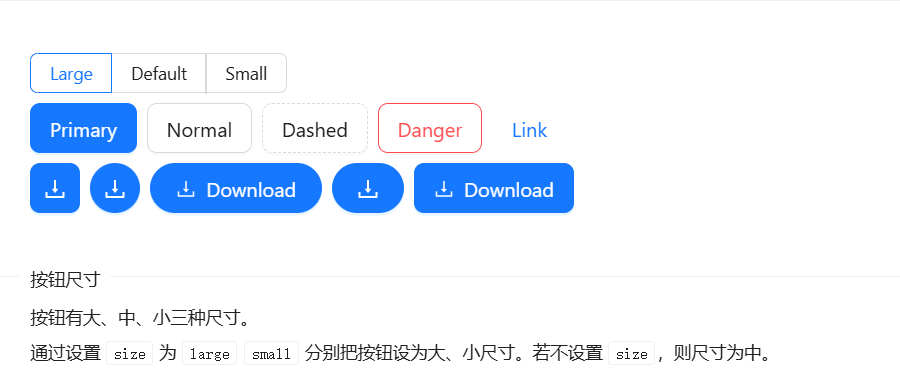 Large Default Small
Primary Normal Dashed Danger Link
Download Download
按钮尺寸
按钮有大、中、小三种尺寸。
通过设置 size 为 large small 分别把按钮设为大、小尺寸。若不设置 size ，则尺寸为中。